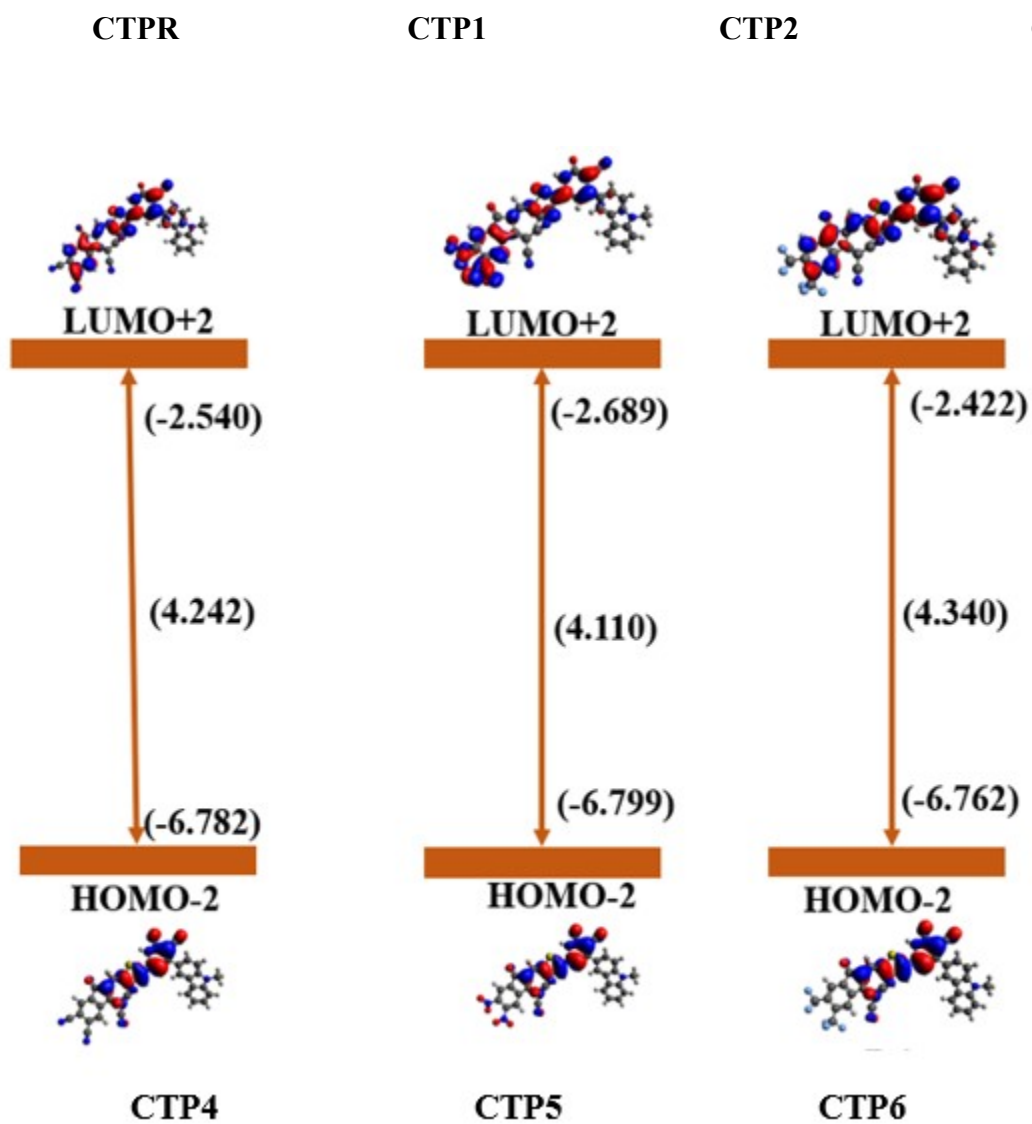 CTPR CTP1 CTP2
LUMO+2 LUMO+2 LUMO+2
(-2.540) (-2.689) (-2.422)
(4.242) (4.110) (4.340)
(-6.782) (-6.799) (-6.762)
HOMO-2 HOMO-2 HOMO-2
CTP4 CTP5 CTP6